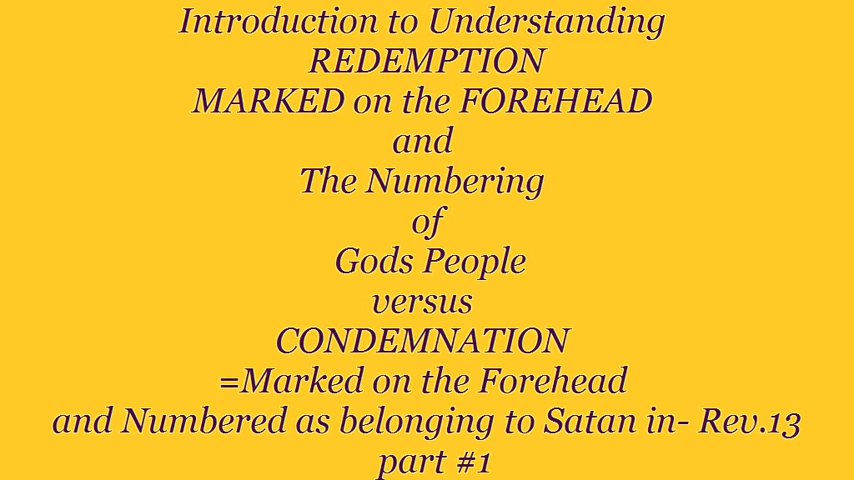 Introduction to Understanding
REDEMPTION
MARKED on the FOREHEAD
and
The Numbering
of
Gods People
versus
CONDEMNATION
=Marked on the Forehead
and Numbered as belonging to Satan in- Rev.13
part #1